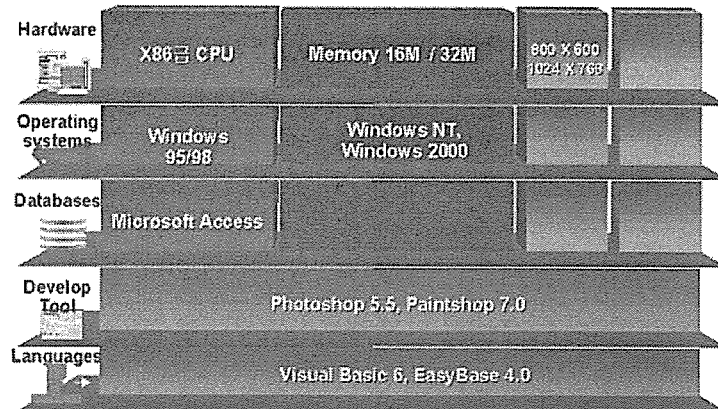 Hardware
X86급 CPU
Memory 16M / 32M
800 X 600
1024 X 768
Operating
systems
Windows
95/98
Windows NT,
Windows 2000
Databases
Microsoft Access
Develop
Tool
Photoshop 5.5, Paintshop 7.0
Languages
Visual Basic 6, EasyBase 4.0